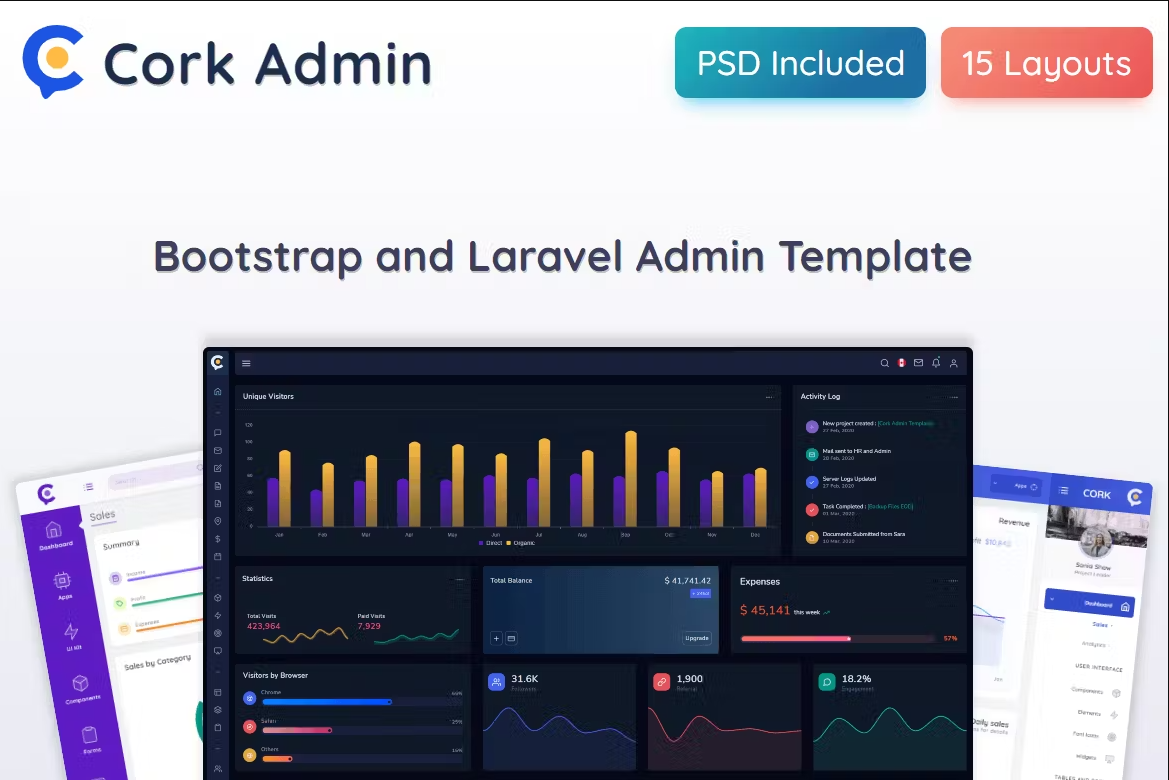 Cork Admin
PSD Included
15 Layouts
Bootstrap and Laravel Admin Template
Unique Visitors
120
100
80
60
40
20
0
Jan
Feb
Mar
Apr
May
Jun
Jul
Aug
Sep
Oct
Nov
Dec
Direct
Organic
Activity Log
New project created : [Cork Admin Template]
27 Feb, 2020
Mail sent to HR and Admin
28 Feb, 2020
Server Logs Updated
27 Feb, 2020
Task Completed : [Backup Files EOD]
01 Mar, 2020
Documents Submitted from Sara
10 Mar, 2020
Statistics
Total Visits
423,964
Paid Visits
7,929
Total Balance
$ 41,741.42
Upgrade
Expenses
$ 45,141 this week
57%
Visitors by Browser
Chrome
Safari
Others
31.6K
Followers
1,900
Referral
18.2%
Engagement
Sales
Summary
Income
Profit
Expenses
Sales by Category
Dashboard
Apps
UI Kit
Components
Forms
Apps
CORK
Revenue
Sonia Shaw
Project Leader
Dashboard
Sales
Analytics
USER INTERFACE
Components
Elements
Font Icons
Widgets
Daily sales